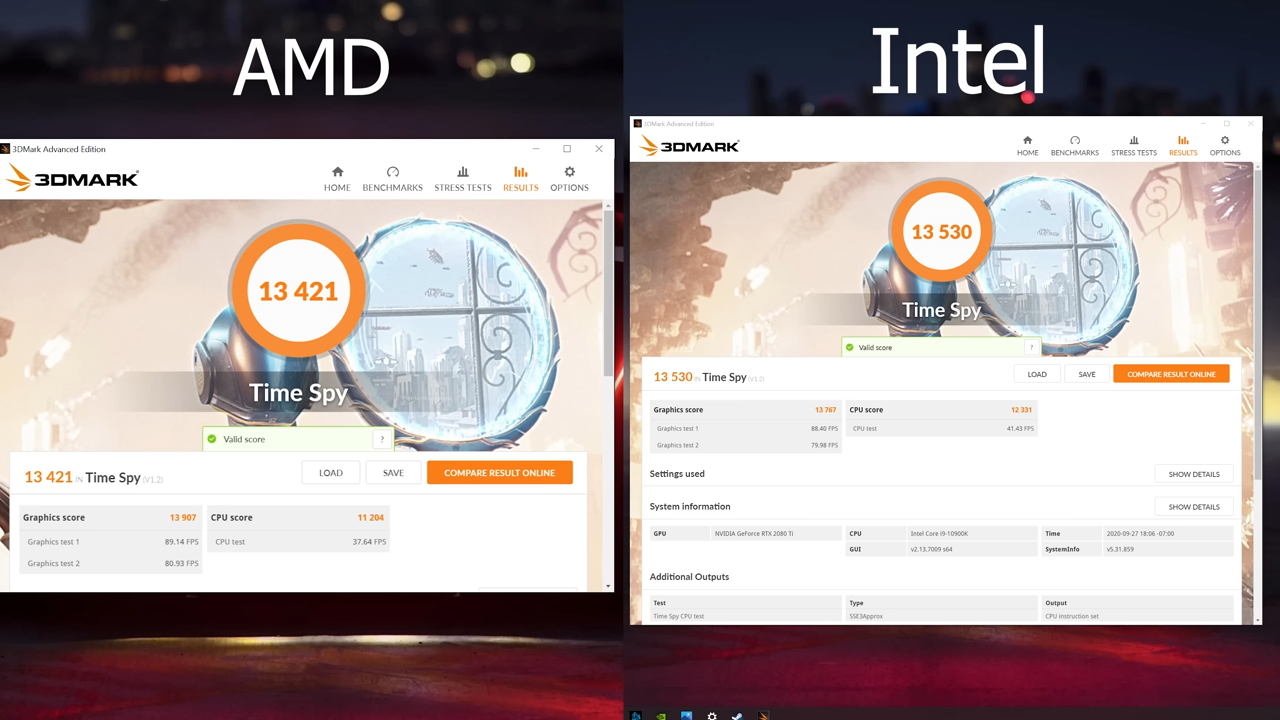 AMD
3DMark Advanced Edition
3DMARK
HOME
BENCHMARKS
STRESS TESTS
RESULTS
OPTIONS
13 421
Time Spy
Valid score
?
13 421 IN Time Spy (V1.2)
LOAD
SAVE
COMPARE RESULT ONLINE
Graphics score 13 907
Graphics test 1 89.14 FPS
Graphics test 2 80.93 FPS
CPU score 11 204
CPU test 37.64 FPS
Intel
3DMark Advanced Edition
3DMARK
HOME
BENCHMARKS
STRESS TESTS
RESULTS
OPTIONS
13 530
Time Spy
Valid score
?
13 530 IN Time Spy (V1.2)
LOAD
SAVE
COMPARE RESULT ONLINE
Graphics score 13 767
Graphics test 1 88.40 FPS
Graphics test 2 79.98 FPS
CPU score 12 331
CPU test 41.43 FPS
Settings used
SHOW DETAILS
System information
SHOW DETAILS
GPU NVIDIA GeForce RTX 2080 Ti
CPU Intel Core i9-10900K
Time 2020-09-27 18:06 -07:00
GUI v2.13.7009 s64
SystemInfo v5.31.859
Additional Outputs
Test Type Output
Time Spy CPU test SSE3Approx CPU instruction set